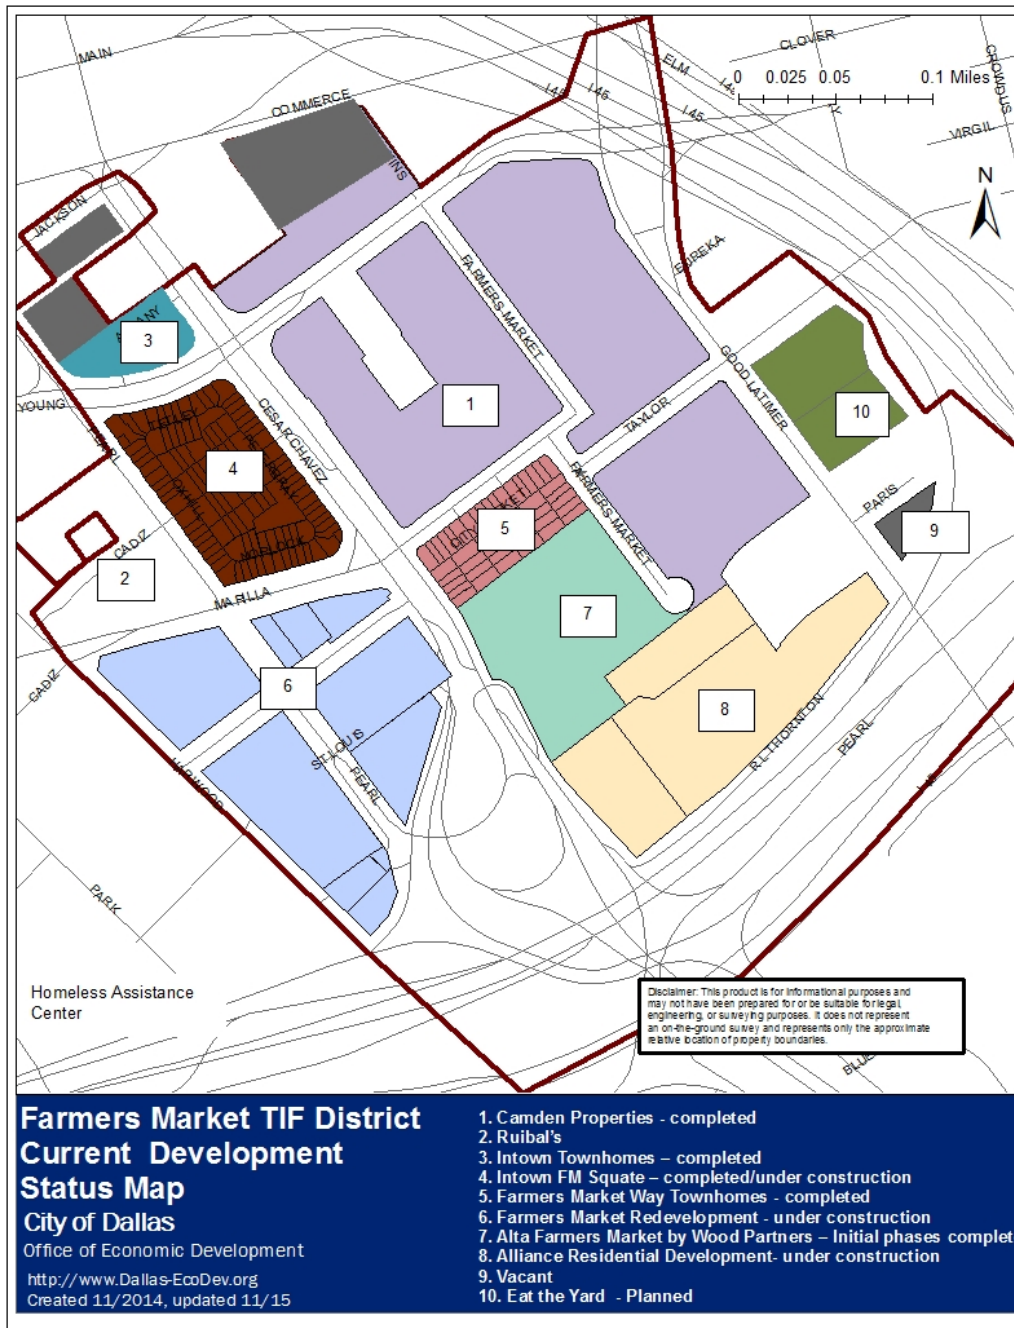 MAIN
CLOVER
ELM
CROWDUS
0 0.025 0.05 0.1 Miles
I 45
I 45
I 45
COMMERCE
VIRGIL
N
INS
JACKSON
EUREKA
FARMERS MARKET
3
GOOD LATIMER
YOUNG
1
CESAR CHAVEZ
TAYLOR
10
PEARL
4
FARMERS MARKET
PARIS
5
9
CADIZ
2
MARILLA
7
CADIZ
6
8
ST LOUIS
R L THORNTON
PEARL
HARWOOD
PEARL
PARK
Homeless Assistance
Center
Disclaimer: This product is for informational purposes and
may not have been prepared for or be suitable for legal,
engineering, or surveying purposes. It does not represent
an on-the-ground survey and represents only the approximate
relative location of property boundaries.
Farmers Market TIF District
Current Development
Status Map
City of Dallas
Office of Economic Development
http://www.Dallas-EcoDev.org
Created 11/2014, updated 11/15
1. Camden Properties - completed
2. Ruibal's
3. Intown Townhomes – completed
4. Intown FM Squate – completed/under construction
5. Farmers Market Way Townhomes - completed
6. Farmers Market Redevelopment - under construction
7. Alta Farmers Market by Wood Partners – Initial phases complet
8. Alliance Residential Development- under construction
9. Vacant
10. Eat the Yard - Planned